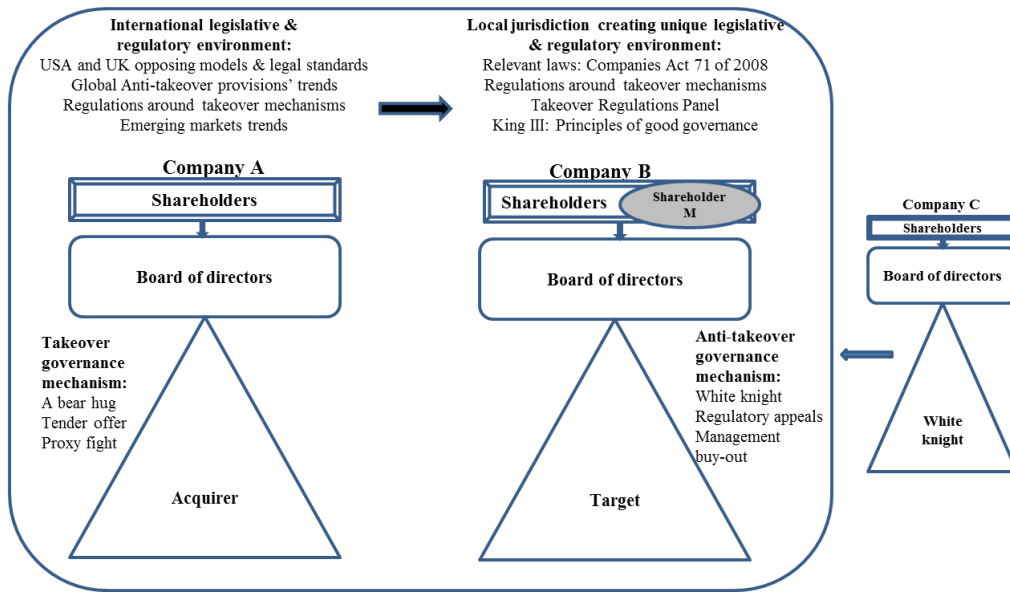 International legislative &
regulatory environment:
USA and UK opposing models & legal standards
Global Anti-takeover provisions’ trends
Regulations around takeover mechanisms
Emerging markets trends
Local jurisdiction creating unique legislative
& regulatory environment:
Relevant laws: Companies Act 71 of 2008
Regulations around takeover mechanisms
Takeover Regulations Panel
King III: Principles of good governance
Company A
Shareholders
Board of directors
Takeover
governance
mechanism:
A bear hug
Tender offer
Proxy fight
Acquirer
Company B
Shareholders
Shareholder
M
Board of directors
Anti-takeover
governance
mechanism:
White knight
Regulatory appeals
Management
buy-out
Target
Company C
Shareholders
Board of directors
White
knight